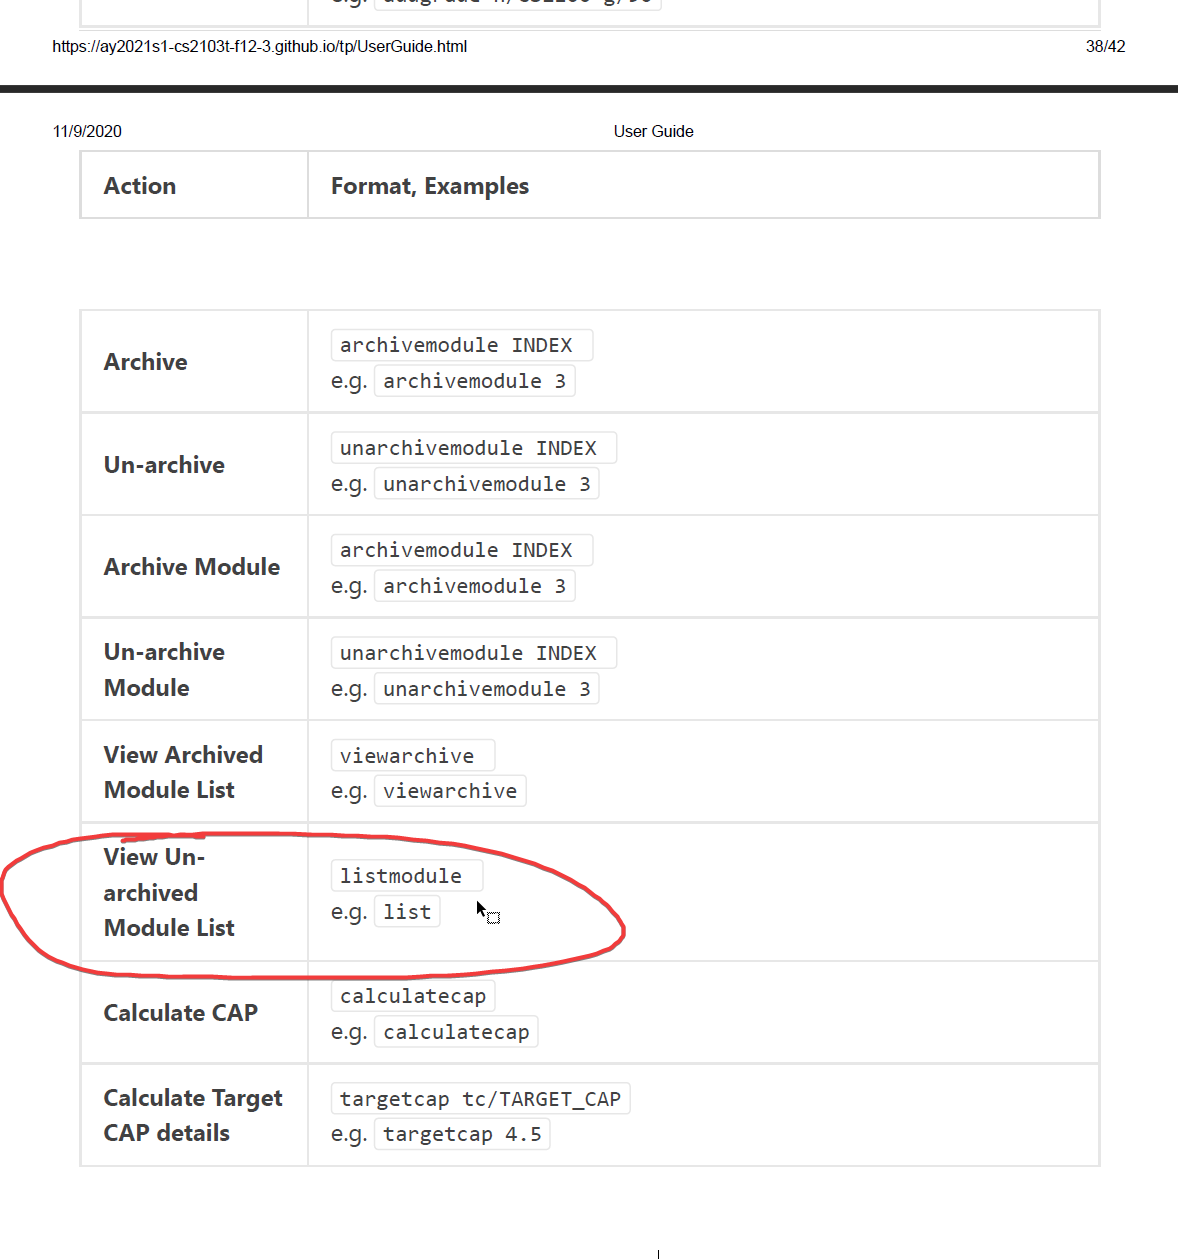 https://ay2021s1-cs2103t-f12-3.github.io/tp/UserGuide.html 38/42
11/9/2020 User Guide
Action Format, Examples
Archive
archivemodule INDEX
e.g. archivemodule 3
Un-archive
unarchivemodule INDEX
e.g. unarchivemodule 3
Archive Module
archivemodule INDEX
e.g. archivemodule 3
Un-archive
Module
unarchivemodule INDEX
e.g. unarchivemodule 3
View Archived
Module List
viewarchive
e.g. viewarchive
View Un-
archived
Module List
listmodule
e.g. list
Calculate CAP
calculatecap
e.g. calculatecap
Calculate Target
CAP details
targetcap tc/TARGET_CAP
e.g. targetcap 4.5